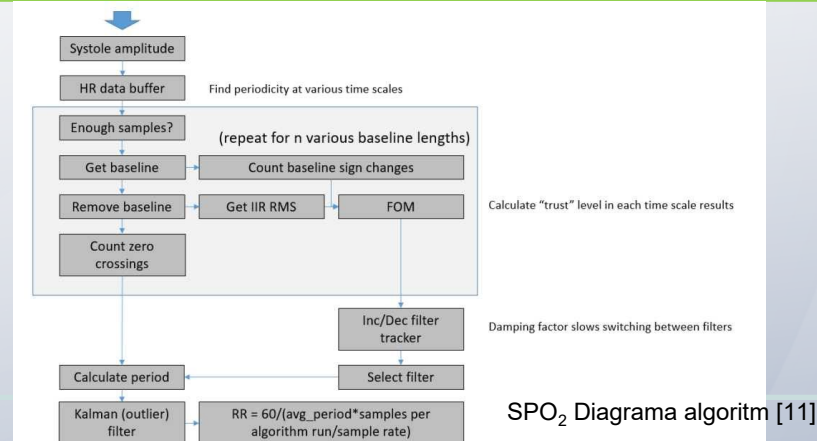 Systole amplitude
HR data buffer
Find periodicity at various time scales
Enough samples?
(repeat for n various baseline lengths)
Get baseline
Count baseline sign changes
Remove baseline
Get IIR RMS
FOM
Calculate “trust” level in each time scale results
Count zero
crossings
Inc/Dec filter
tracker
Damping factor slows switching between filters
Calculate period
Select filter
Kalman (outlier)
filter
RR = 60/(avg_period*samples per
algorithm run/sample rate)
SPO₂ Diagrama algoritm [11]